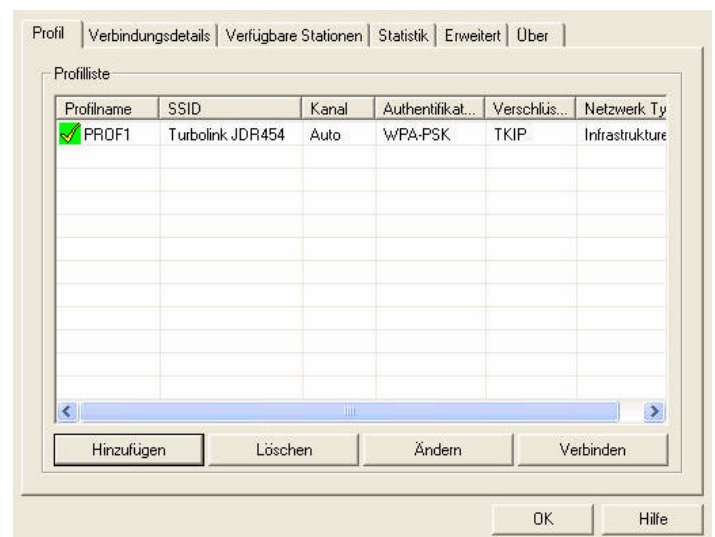 Profil Verbindungsdetails Verfügbare Stationen Statistik Erweitert Über
Profilliste
Profilname SSID Kanal Authentifikat... Verschlüs... Netzwerk Ty
PROF1 Turbolink JDR454 Auto WPA-PSK TKIP Infrastrukture
Hinzufügen Löschen Ändern Verbinden
OK Hilfe